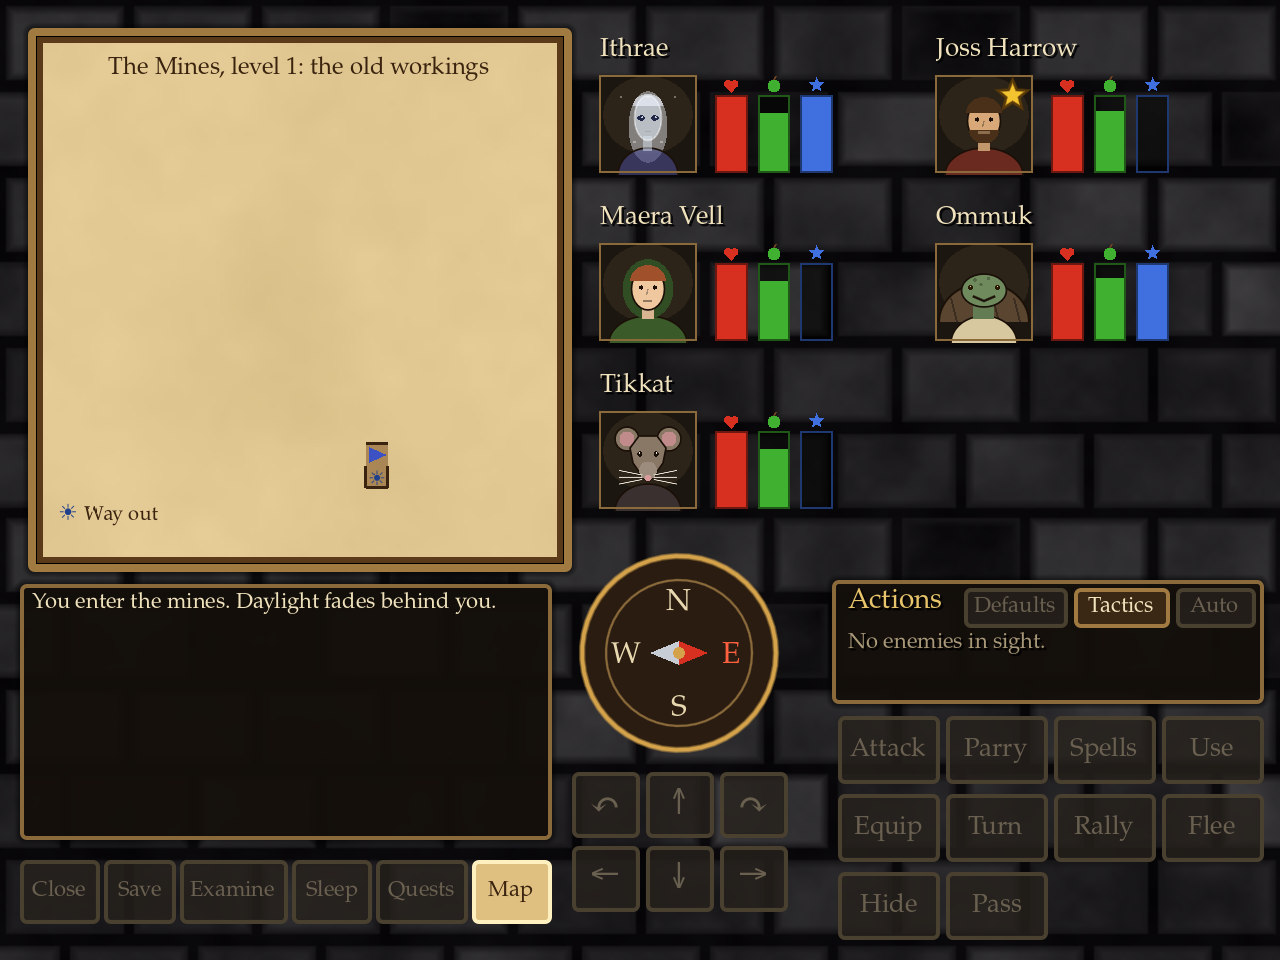 The Mines, level 1: the old workings
Way out
Ithrae
Joss Harrow
Maera Vell
Ommuk
Tikkat
You enter the mines. Daylight fades behind you.
N
W E
S
Actions Defaults Tactics Auto
No enemies in sight.
Attack Parry Spells Use
Equip Turn Rally Flee
Hide Pass
Close Save Examine Sleep Quests Map